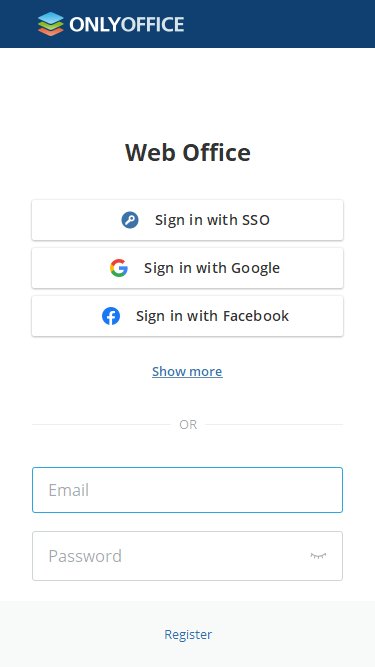 ONLYOFFICE
Web Office
Sign in with SSO
Sign in with Google
Sign in with Facebook
Show more
OR
Email
Password
Register